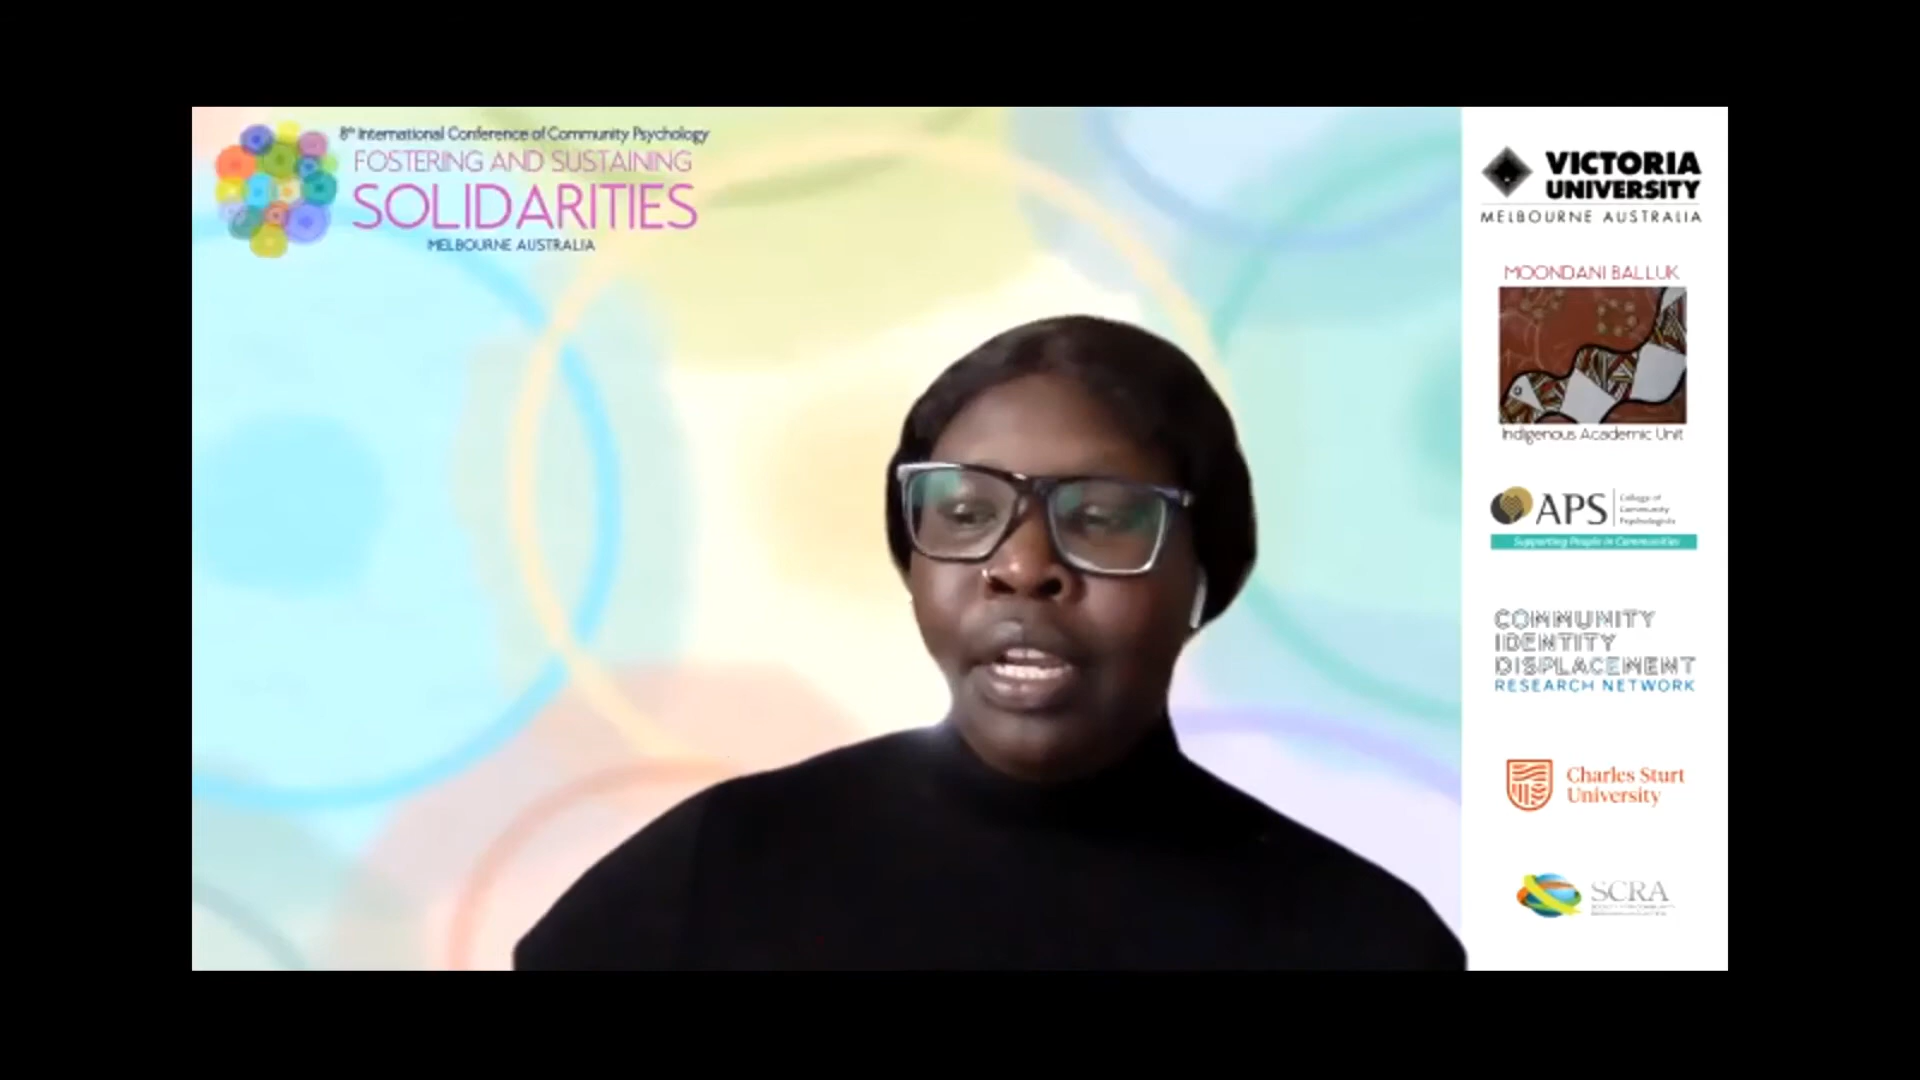 8th International Conference of Community Psychology
FOSTERING AND SUSTAINING
SOLIDARITIES
MELBOURNE AUSTRALIA
VICTORIA
UNIVERSITY
MELBOURNE AUSTRALIA
MOONDANI BALLUK
Indigenous Academic Unit
APS
College of
Community
Psychologists
Supporting People in Communities
COMMUNITY
IDENTITY
DISPLACEMENT
RESEARCH NETWORK
Charles Sturt
University
SCRA